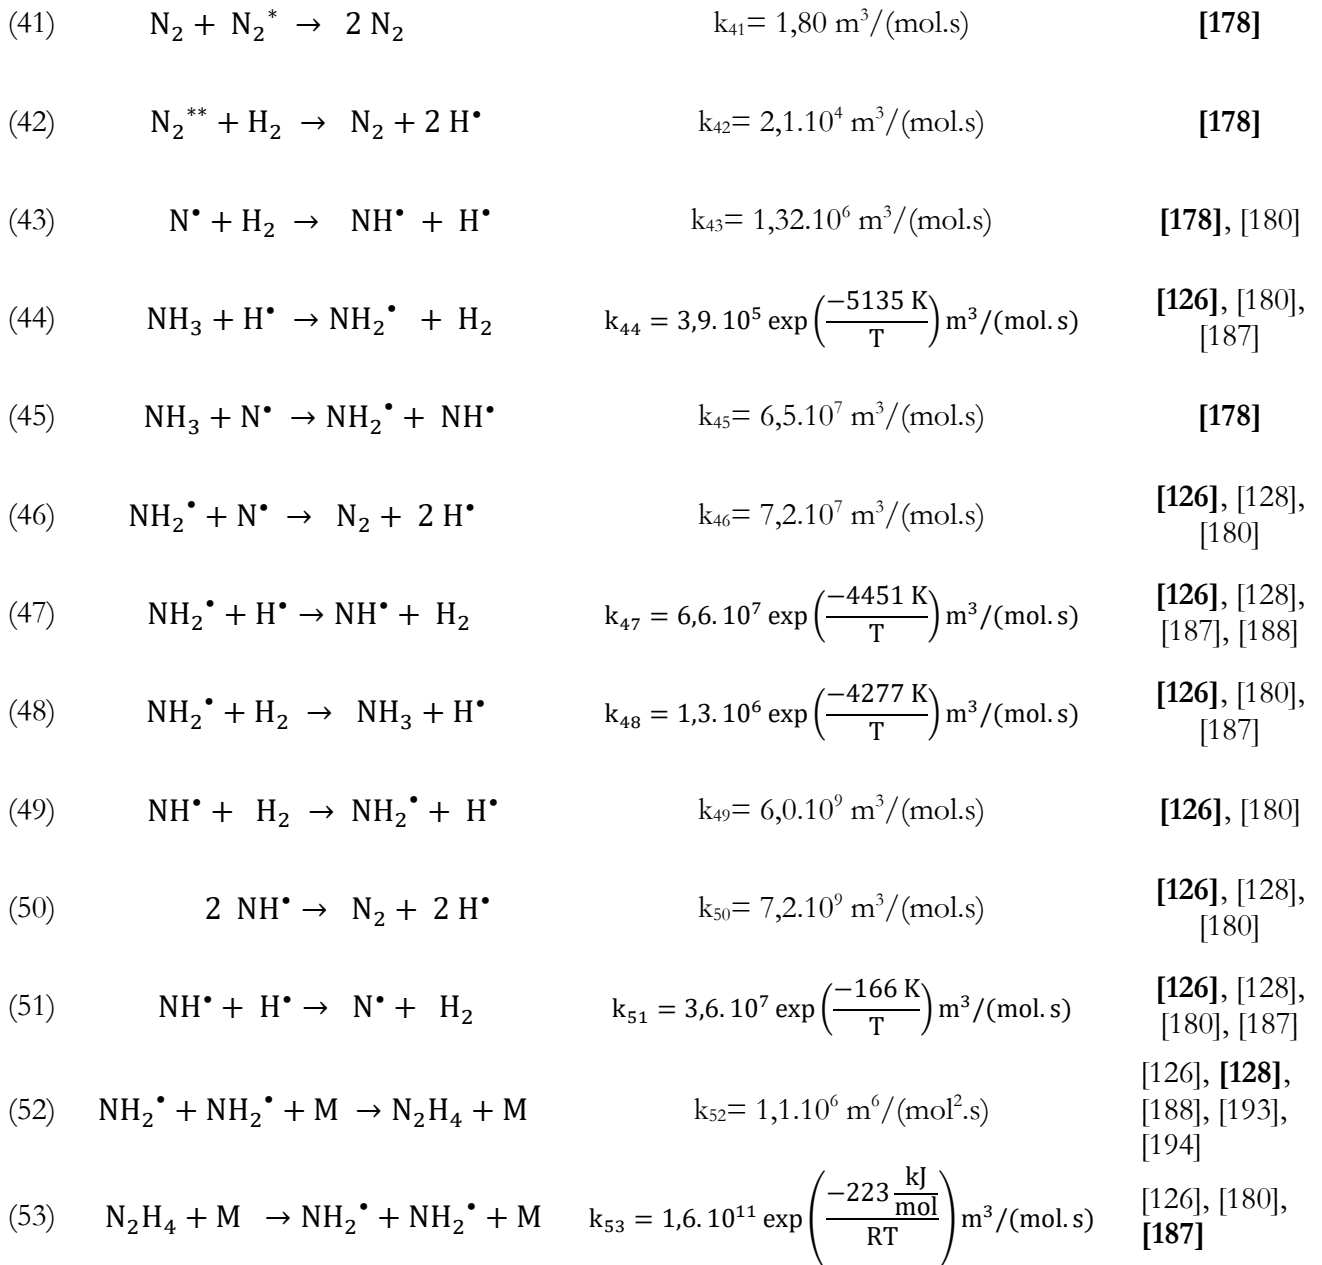 (41) N₂ + N₂* → 2 N₂ k₄₁= 1,80 m³/(mol.s) [178]
(42) N₂** + H₂ → N₂ + 2 H• k₄₂= 2,1.10⁴ m³/(mol.s) [178]
(43) N• + H₂ → NH• + H• k₄₃= 1,32.10⁶ m³/(mol.s) [178], [180]
(44) NH₃ + H• → NH₂• + H₂ k₄₄ = 3,9. 10⁵ exp(−5135 K/T) m³/(mol. s) [126], [180],
[187]
(45) NH₃ + N• → NH₂• + NH• k₄₅= 6,5.10⁷ m³/(mol.s) [178]
(46) NH₂• + N• → N₂ + 2 H• k₄₆= 7,2.10⁷ m³/(mol.s) [126], [128],
[180]
(47) NH₂• + H• → NH• + H₂ k₄₇ = 6,6. 10⁷ exp(−4451 K/T) m³/(mol. s) [126], [128],
[187], [188]
(48) NH₂• + H₂ → NH₃ + H• k₄₈ = 1,3. 10⁶ exp(−4277 K/T) m³/(mol. s) [126], [180],
[187]
(49) NH• + H₂ → NH₂• + H• k₄₉= 6,0.10⁹ m³/(mol.s) [126], [180]
(50) 2 NH• → N₂ + 2 H• k₅₀= 7,2.10⁹ m³/(mol.s) [126], [128],
[180]
(51) NH• + H• → N• + H₂ k₅₁ = 3,6. 10⁷ exp(−166 K/T) m³/(mol. s) [126], [128],
[180], [187]
(52) NH₂• + NH₂• + M → N₂H₄ + M k₅₂= 1,1.10⁶ m⁶/(mol².s) [126], [128],
[188], [193],
[194]
(53) N₂H₄ + M → NH₂• + NH₂• + M k₅₃ = 1,6. 10¹¹ exp(−223 kJ/mol/RT) m³/(mol. s) [126], [180],
[187]